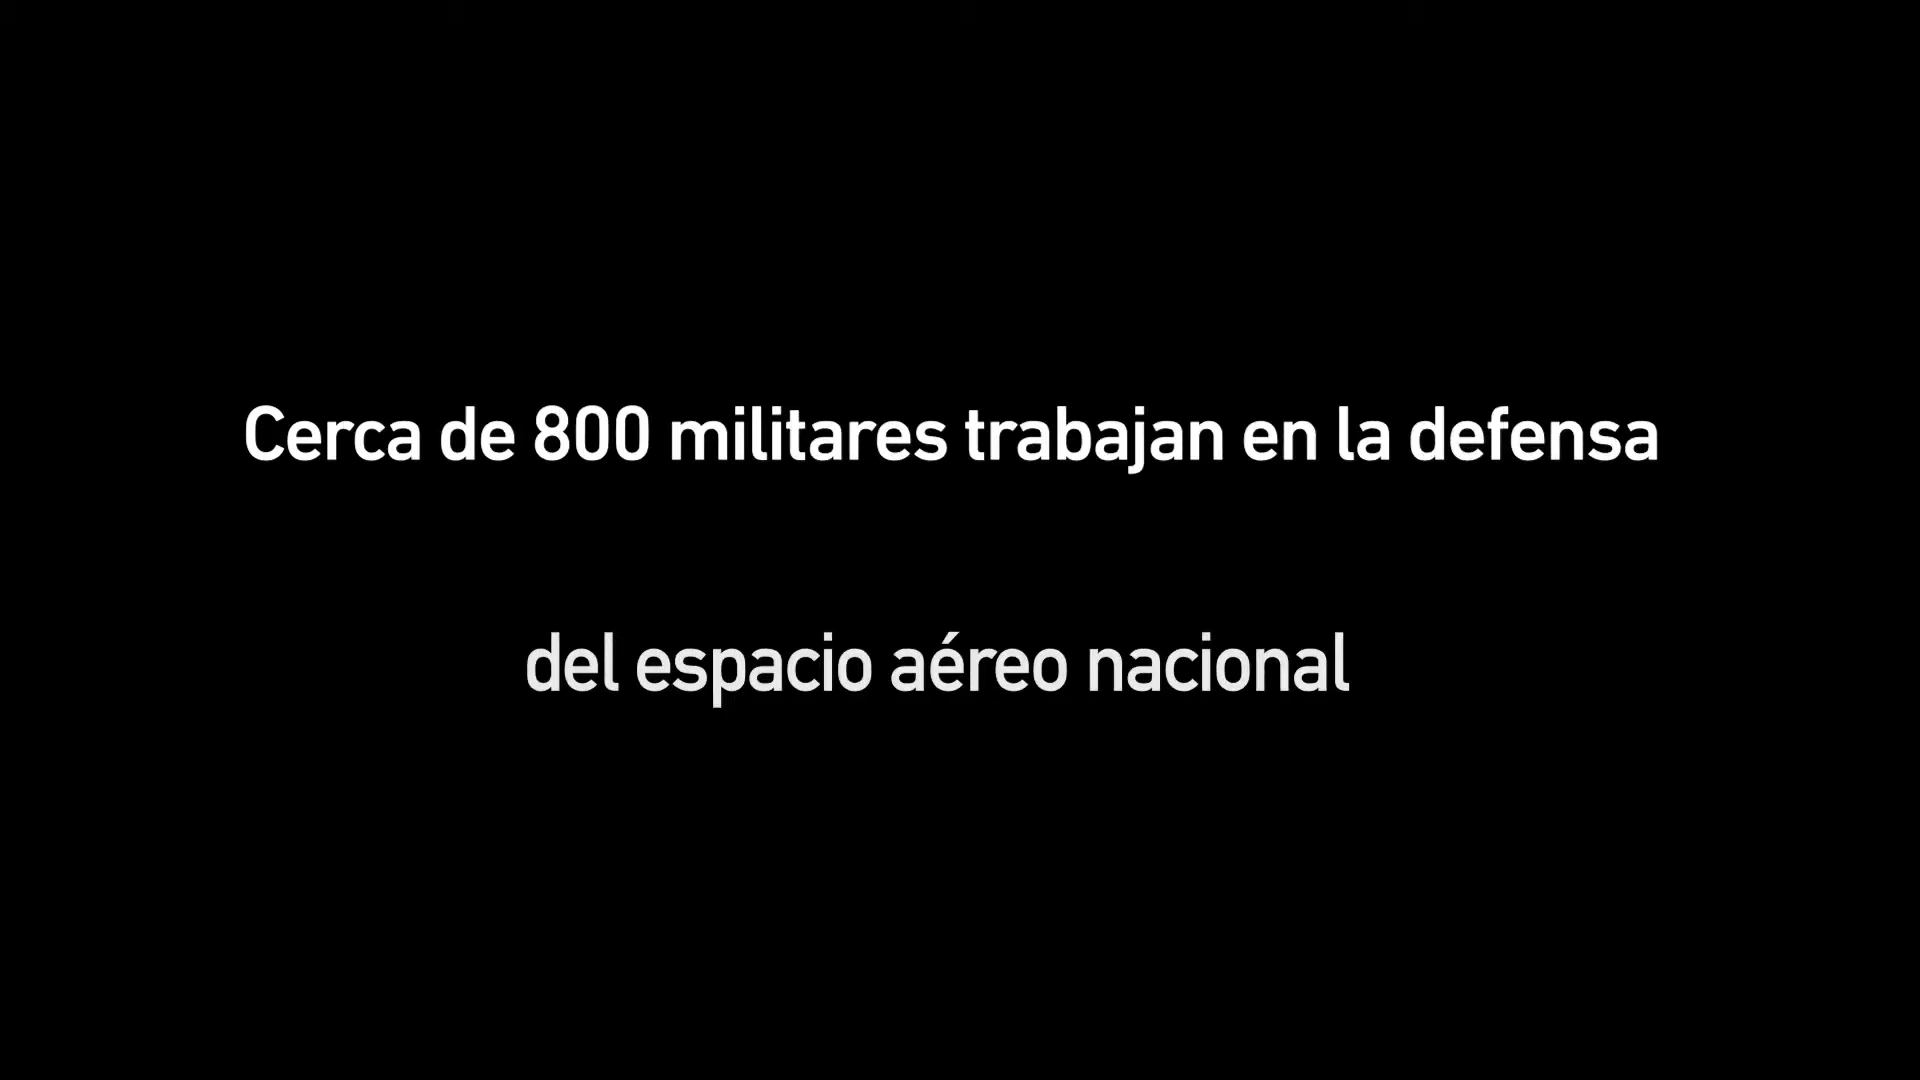 Cerca de 800 militares trabajan en la defensa
del espacio aéreo nacional